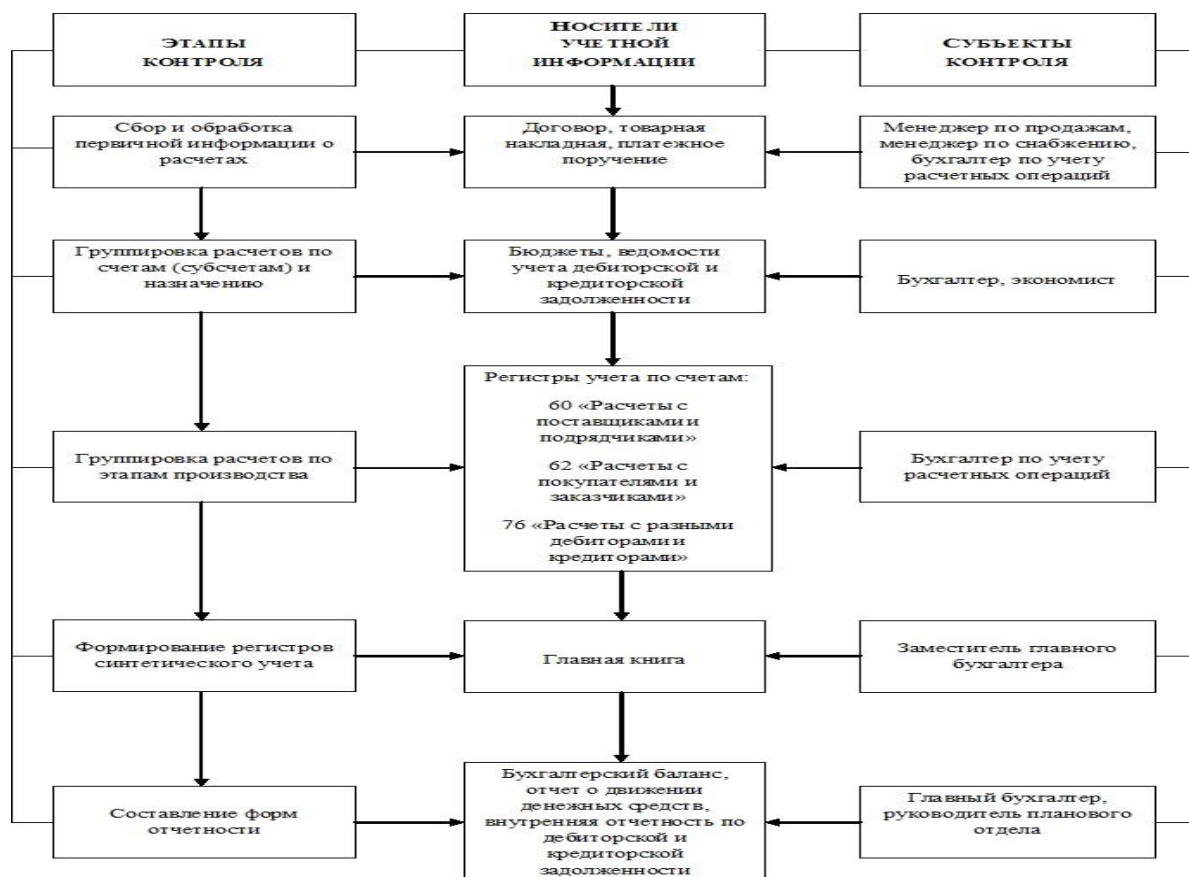 ЭТАПЫ
КОНТРОЛЯ
НОСИТЕЛИ
УЧЕТНОЙ
ИНФОРМАЦИИ
СУБЪЕКТЫ
КОНТРОЛЯ
Сбор и обработка
первичной информации о
расчетах
Договор, товарная
накладная, платежное
поручение
Менеджер по продажам,
менеджер по снабжению,
бухгалтер по учету
расчетных операций
Группировка расчетов по
счетам (субсчетам) и
назначению
Бюджеты, ведомости
учета дебиторской и
кредиторской
задолженности
Бухгалтер, экономист
Группировка расчетов по
этапам производства
Регистры учета по счетам:
60 «Расчеты с
поставщиками и
подрядчиками»
62 «Расчеты с
покупателями и
заказчиками»
76 «Расчеты с разными
дебиторами и
кредиторами»
Бухгалтер по учету
расчетных операций
Формирование регистров
синтетического учета
Главная книга
Заместитель главного
бухгалтера
Составление форм
отчетности
Бухгалтерский баланс,
отчет о движении
денежных средств,
внутренняя отчетность по
дебиторской и
кредиторской
задолженности
Главный бухгалтер,
руководитель планового
отдела